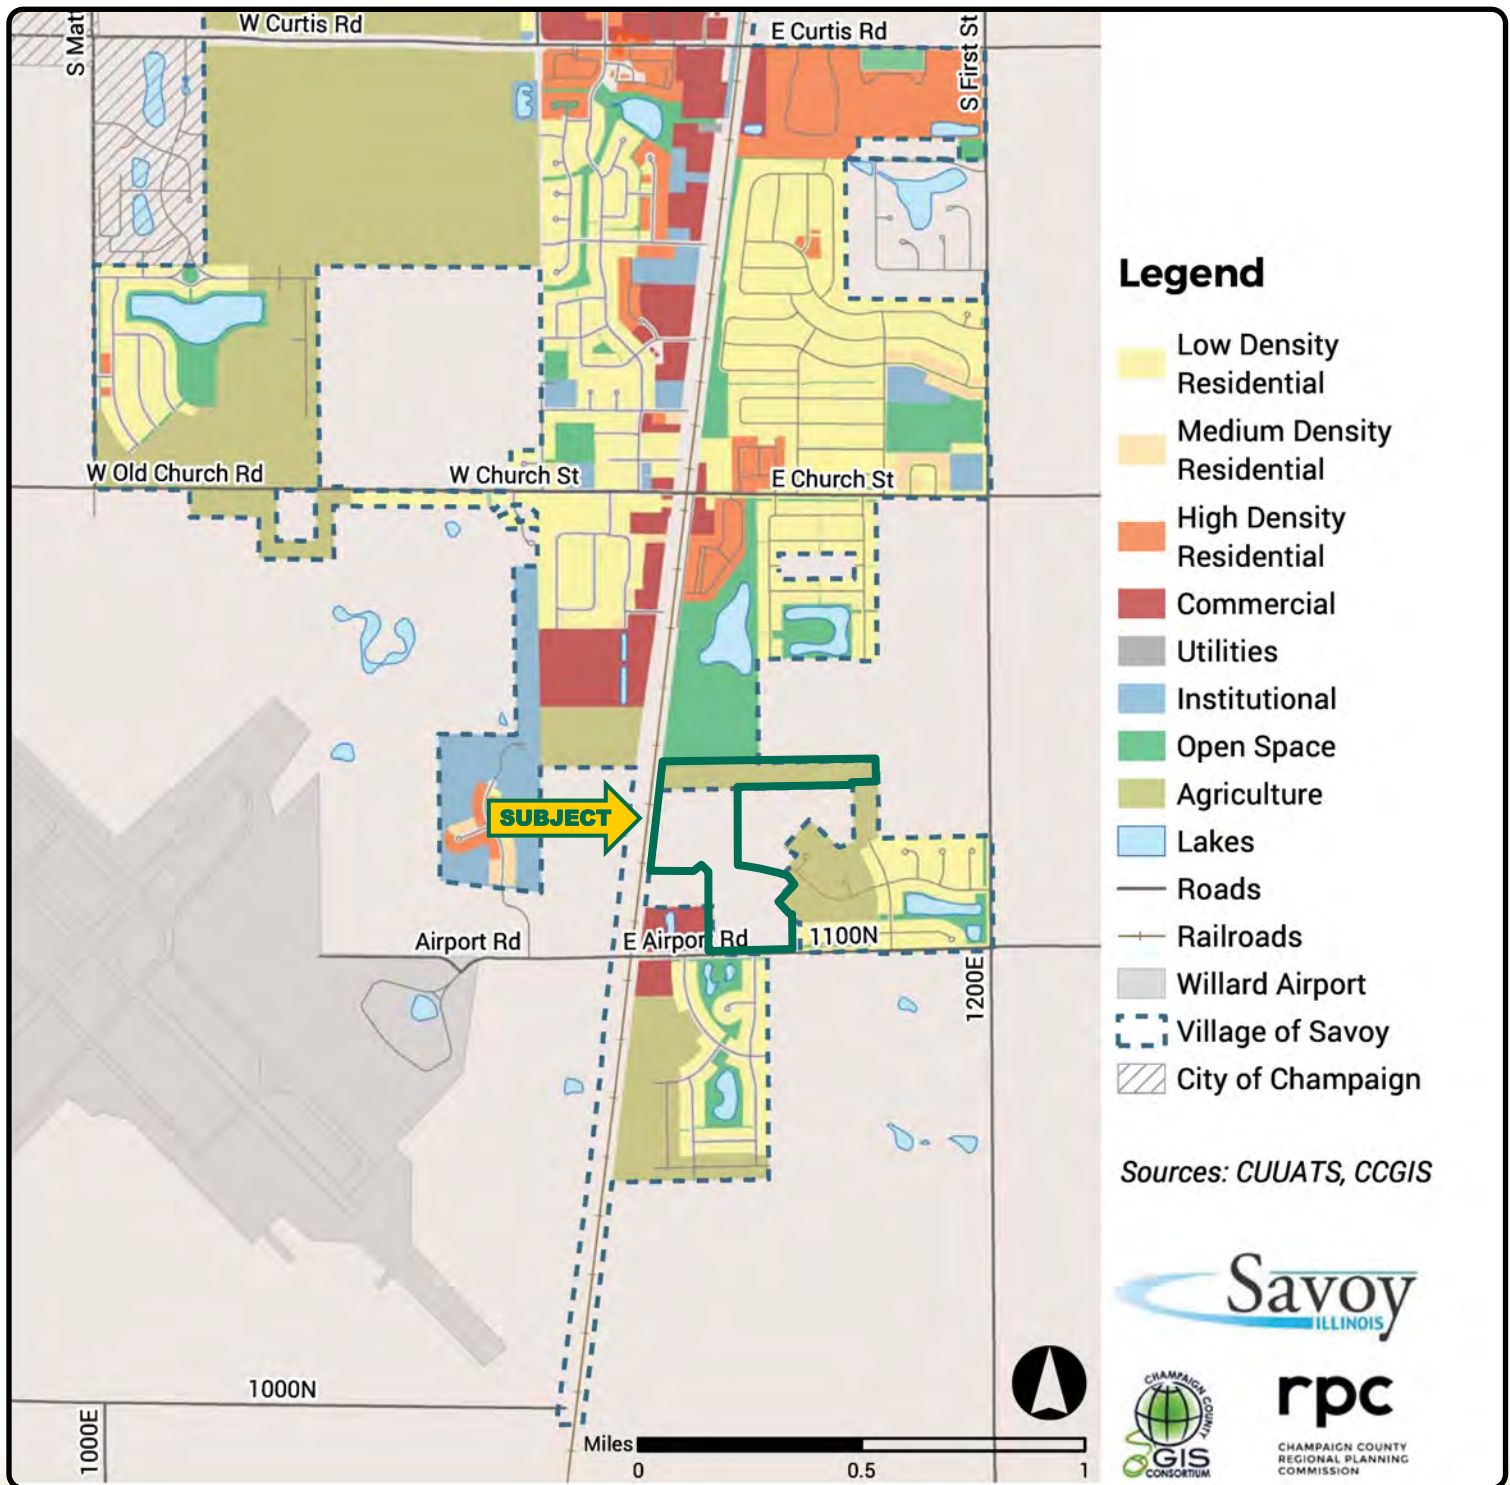 W Curtis Rd
E Curtis Rd
S Matt
S First St
W Old Church Rd
W Church St
E Church St
SUBJECT
Airport Rd
E Airport Rd
1100N
1200E
1000N
1000E
Miles
0
0.5
1
Legend
Low Density
Residential
Medium Density
Residential
High Density
Residential
Commercial
Utilities
Institutional
Open Space
Agriculture
Lakes
Roads
Railroads
Willard Airport
Village of Savoy
City of Champaign
Sources: CUUATS, CCGIS
Savoy
ILLINOIS
CHAMPAIGN COUNTY
GIS
CONSORTIUM
rpc
CHAMPAIGN COUNTY
REGIONAL PLANNING
COMMISSION